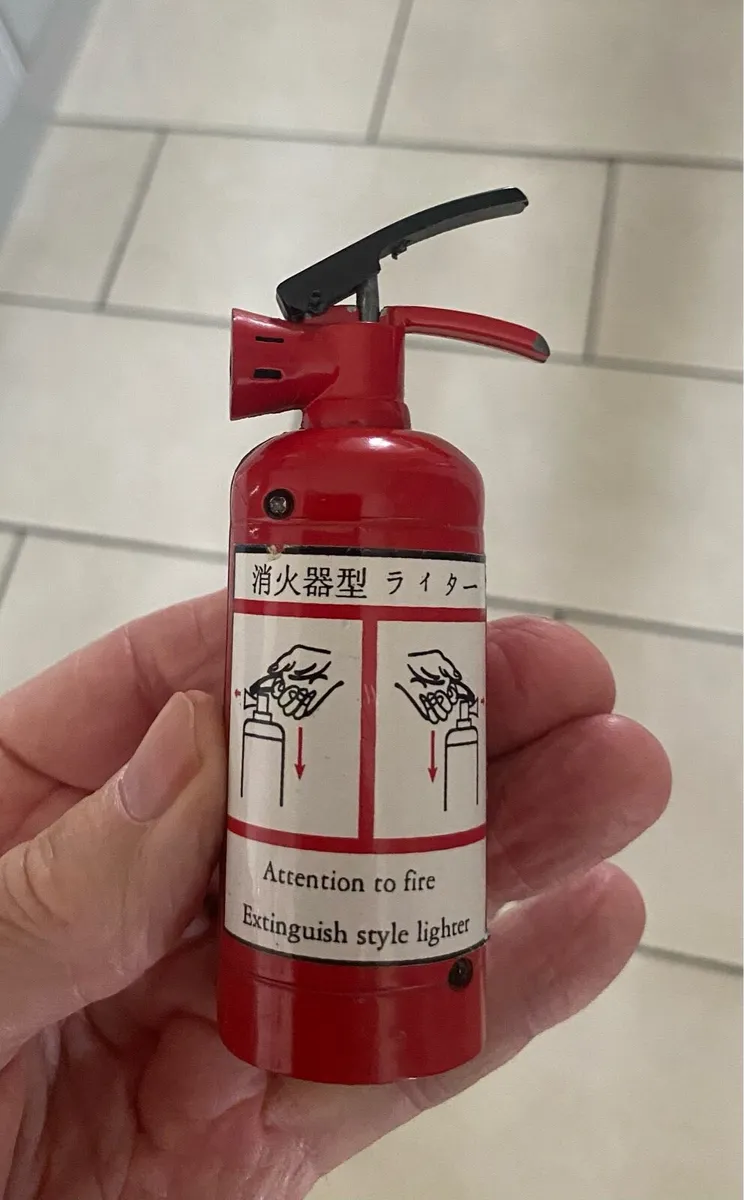 消火器型 ライター
Attention to fire
Extinguish style lighter